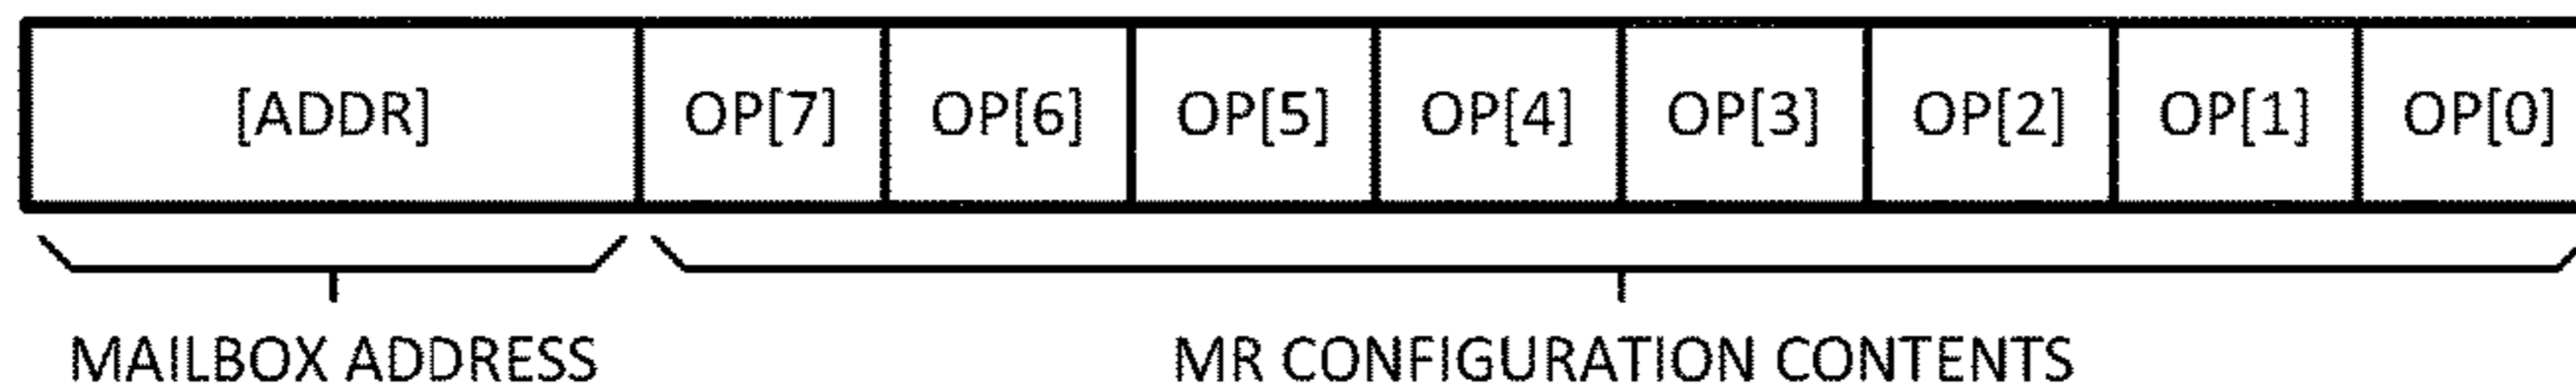 [ADDR] OP[7] OP[6] OP[5] OP[4] OP[3] OP[2] OP[1] OP[0]
MAILBOX ADDRESS MR CONFIGURATION CONTENTS